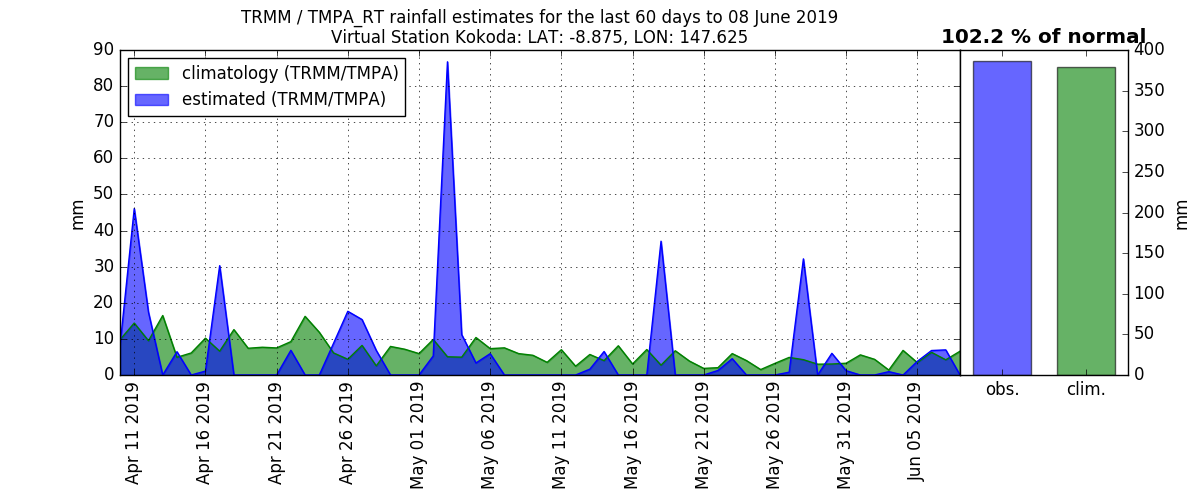 TRMM / TMPA_RT rainfall estimates for the last 60 days to 08 June 2019
Virtual Station Kokoda: LAT: -8.875, LON: 147.625
102.2 % of normal
climatology (TRMM/TMPA)
estimated (TRMM/TMPA)
90
80
70
60
50
40
30
20
10
0
mm
Apr 11 2019
Apr 16 2019
Apr 21 2019
Apr 26 2019
May 01 2019
May 06 2019
May 11 2019
May 16 2019
May 21 2019
May 26 2019
May 31 2019
Jun 05 2019
obs.
clim.
400
350
300
250
200
150
100
50
0
mm